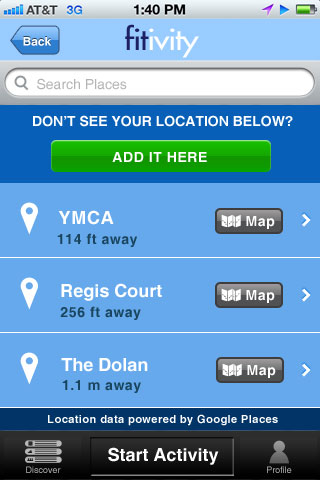 AT&T 3G 1:40 PM
Back
fitivity
Search Places
DON'T SEE YOUR LOCATION BELOW?
ADD IT HERE
YMCA
114 ft away
Map
Regis Court
256 ft away
Map
The Dolan
1.1 m away
Map
Location data powered by Google Places
Discover
Start Activity
Profile